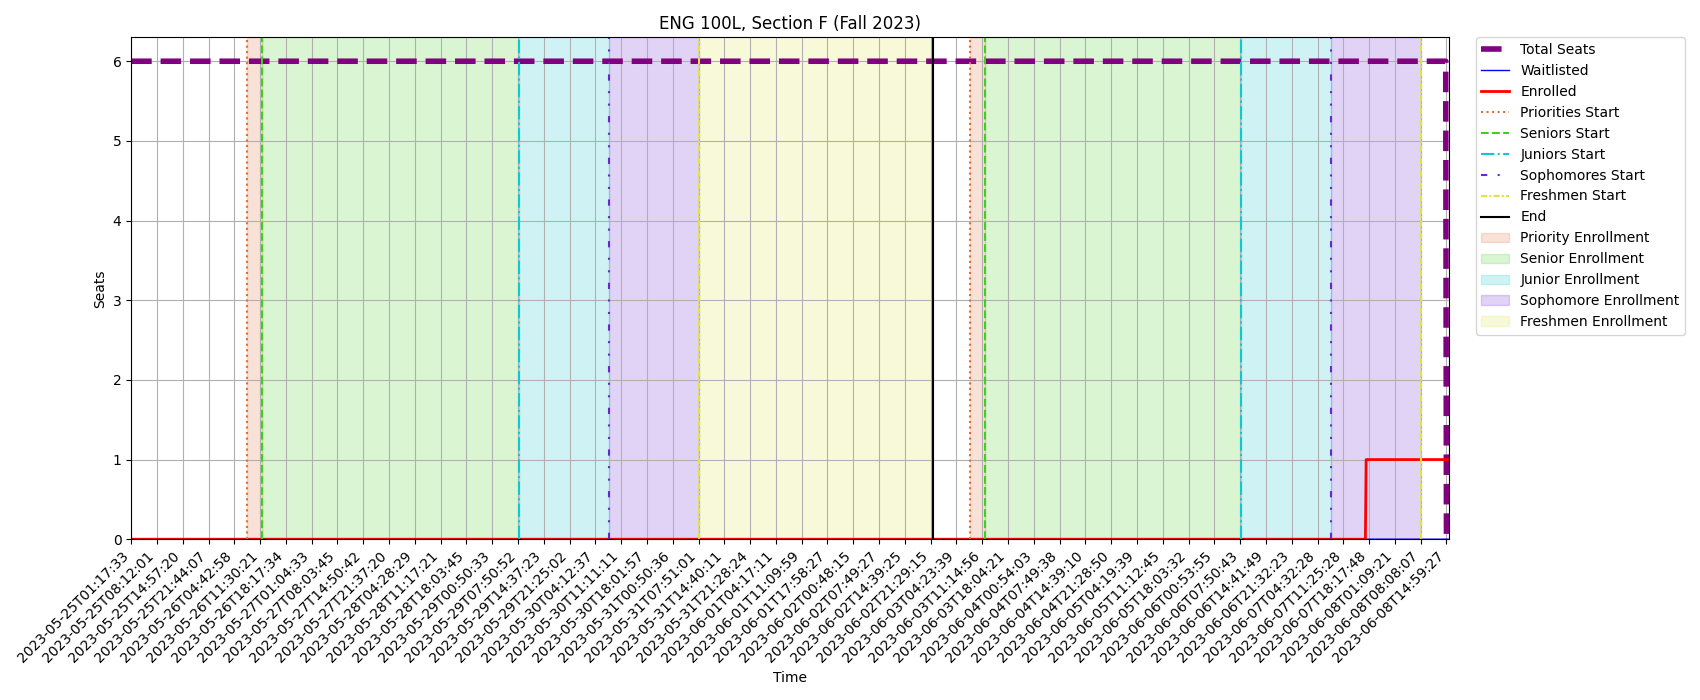 ENG 100L, Section F (Fall 2023)
Seats
6
5
4
3
2
1
0
2023-05-25T01:17:33
2023-05-25T08:12:01
2023-05-25T14:57:20
2023-05-25T21:44:07
2023-05-26T04:42:58
2023-05-26T11:30:21
2023-05-26T18:17:34
2023-05-27T01:04:33
2023-05-27T08:03:45
2023-05-27T14:50:42
2023-05-27T21:37:20
2023-05-28T04:28:29
2023-05-28T11:17:21
2023-05-28T18:03:45
2023-05-29T00:50:33
2023-05-29T07:50:52
2023-05-29T14:37:23
2023-05-29T21:25:02
2023-05-30T04:12:37
2023-05-30T11:11:11
2023-05-30T18:01:57
2023-05-31T00:50:36
2023-05-31T07:51:01
2023-05-31T14:40:11
2023-05-31T21:28:24
2023-06-01T04:17:11
2023-06-01T11:09:59
2023-06-01T17:58:27
2023-06-02T00:48:15
2023-06-02T07:49:27
2023-06-02T14:39:25
2023-06-02T21:29:15
2023-06-03T04:23:39
2023-06-03T11:14:56
2023-06-03T18:04:21
2023-06-04T00:54:03
2023-06-04T07:49:38
2023-06-04T14:39:10
2023-06-04T21:28:50
2023-06-05T04:19:39
2023-06-05T11:12:45
2023-06-05T18:03:32
2023-06-06T00:53:55
2023-06-06T07:50:43
2023-06-06T14:41:49
2023-06-06T21:32:23
2023-06-07T04:32:28
2023-06-07T11:25:28
2023-06-07T18:17:48
2023-06-08T01:09:21
2023-06-08T08:08:07
2023-06-08T14:59:27
Time
Total Seats
Waitlisted
Enrolled
Priorities Start
Seniors Start
Juniors Start
Sophomores Start
Freshmen Start
End
Priority Enrollment
Senior Enrollment
Junior Enrollment
Sophomore Enrollment
Freshmen Enrollment